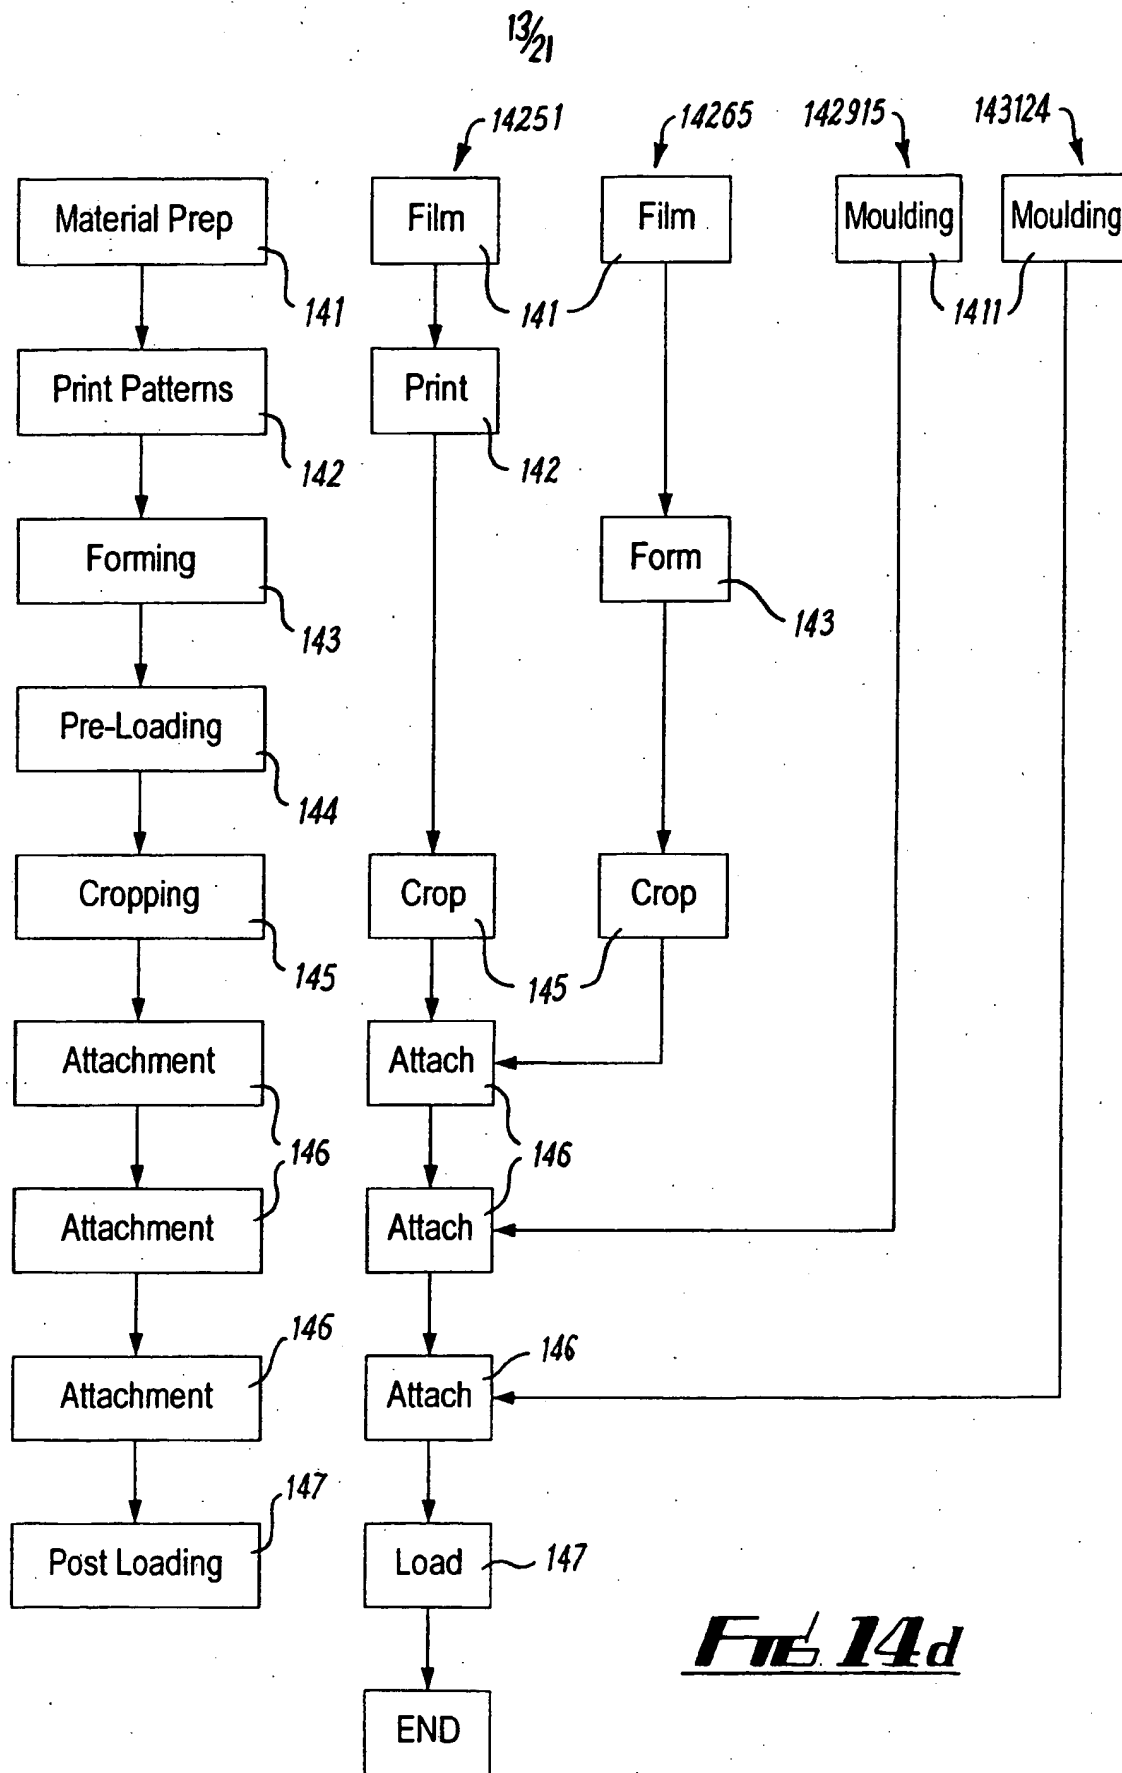 13/21
14251 14265 142915 143124
Material Prep Film Film Moulding Moulding
141 141 1411
Print Patterns Print
142 142
Forming Form
143 143
Pre-Loading
144
Cropping Crop Crop
145 145
Attachment Attach
146 146
Attachment Attach
146 146
Attachment Attach
147 147
Post Loading Load
FIG 14d
END